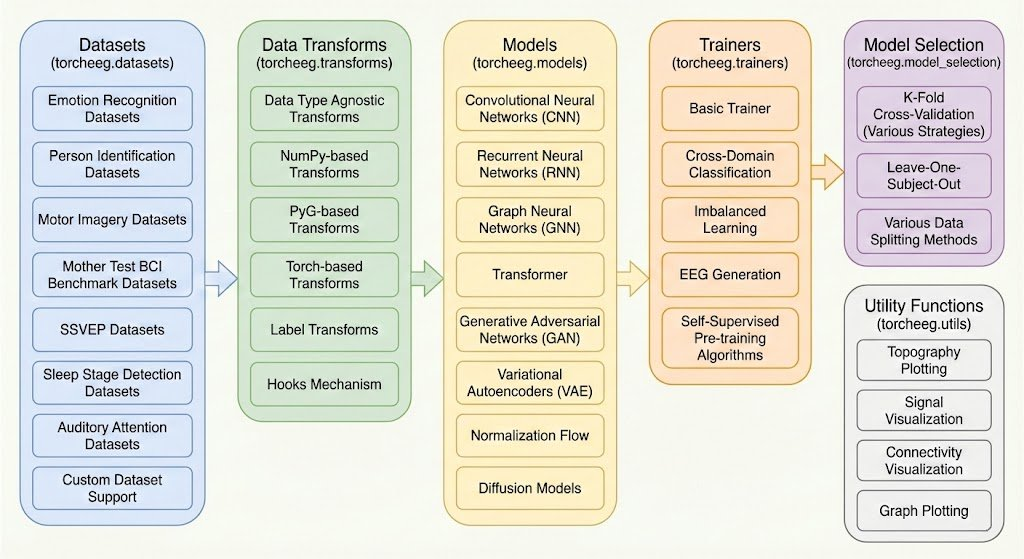 Datasets
(torcheeg.datasets)
Emotion Recognition
Datasets
Person Identification
Datasets
Motor Imagery Datasets
Mother Test BCI
Benchmark Datasets
SSVEP Datasets
Sleep Stage Detection
Datasets
Auditory Attention
Datasets
Custom Dataset
Support
Data Transforms
(torcheeg.transforms)
Data Type Agnostic
Transforms
NumPy-based
Transforms
PyG-based
Transforms
Torch-based
Transforms
Label Transforms
Hooks Mechanism
Models
(torcheeg.models)
Convolutional Neural
Networks (CNN)
Recurrent Neural
Networks (RNN)
Graph Neural
Networks (GNN)
Transformer
Generative Adversarial
Networks (GAN)
Variational
Autoencoders (VAE)
Normalization Flow
Diffusion Models
Trainers
(torcheeg.trainers)
Basic Trainer
Cross-Domain
Classification
Imbalanced
Learning
EEG Generation
Self-Supervised
Pre-training
Algorithms
Model Selection
(torcheeg.model_selection)
K-Fold
Cross-Validation
(Various Strategies)
Leave-One-
Subject-Out
Various Data
Splitting Methods
Utility Functions
(torcheeg.utils)
Topography
Plotting
Signal
Visualization
Connectivity
Visualization
Graph Plotting